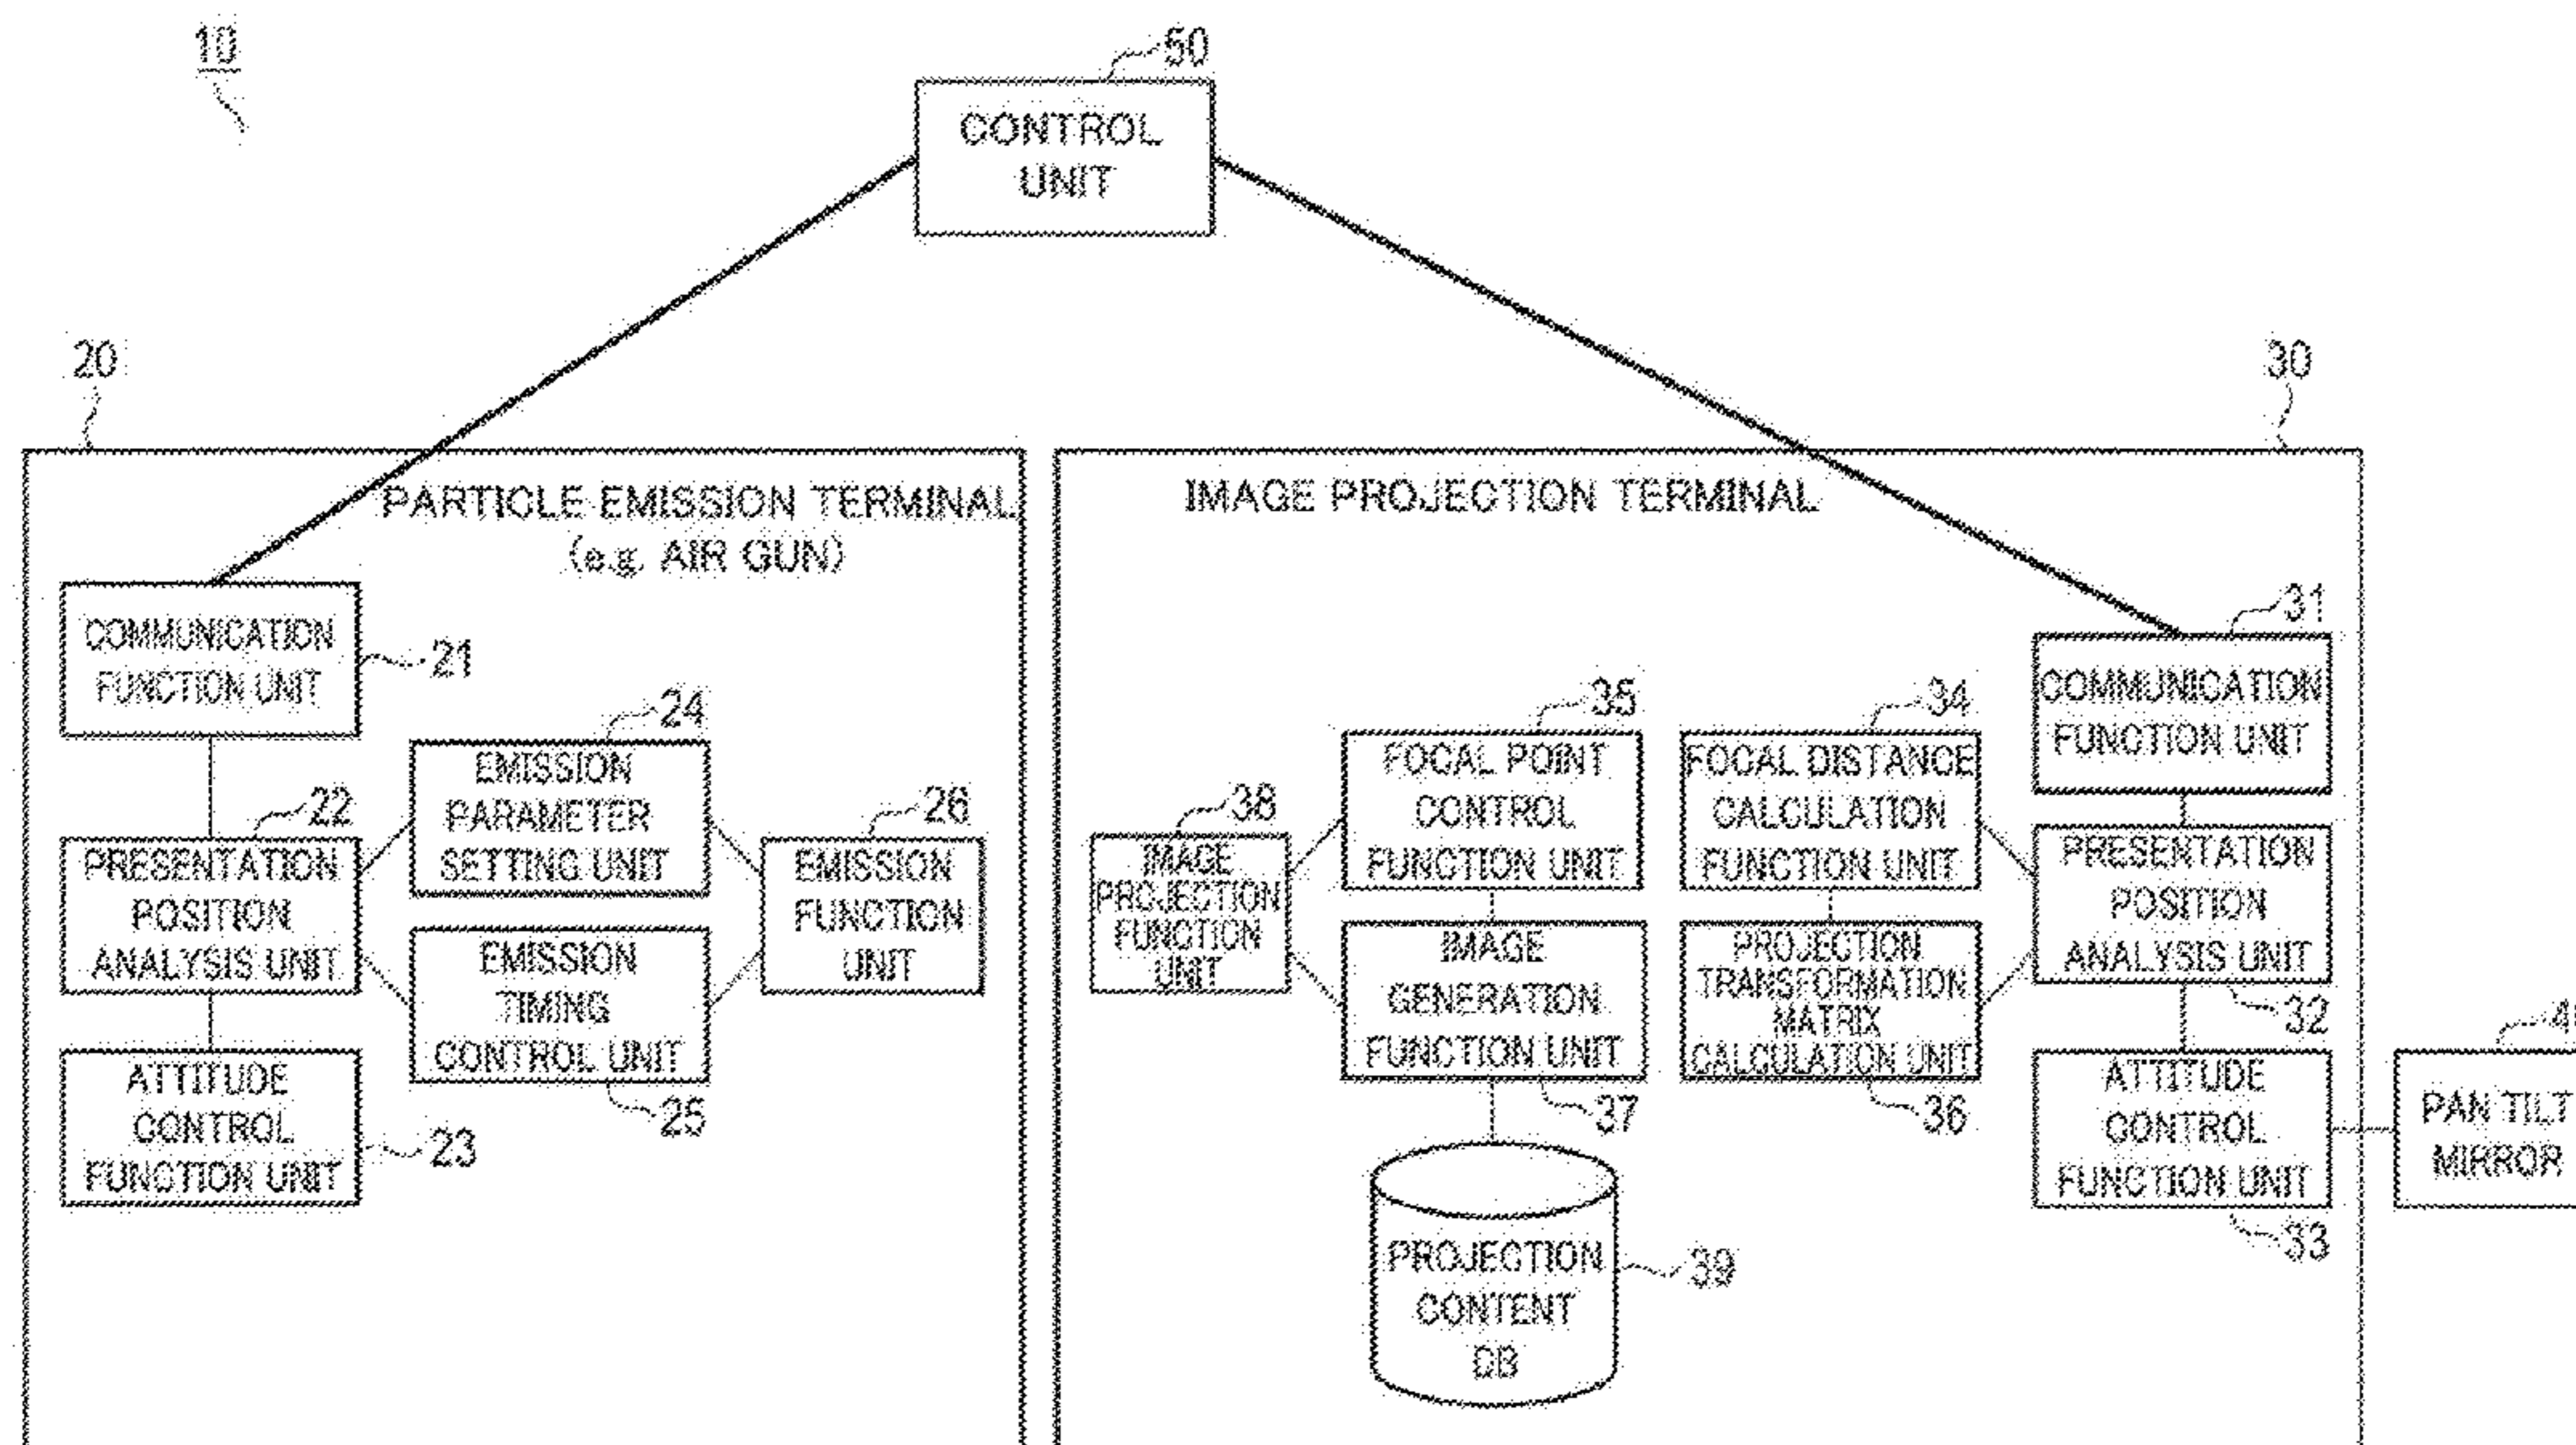 10
50
CONTROL
UNIT
20
30
PARTICLE EMISSION TERMINAL
(e.g. AIR GUN)
IMAGE PROJECTION TERMINAL
COMMUNICATION
FUNCTION UNIT
21
22
PRESENTATION
POSITION
ANALYSIS UNIT
ATTITUDE
CONTROL
FUNCTION UNIT
23
24
EMISSION
PARAMETER
SETTING UNIT
EMISSION
TIMING
CONTROL UNIT
25
26
EMISSION
FUNCTION
UNIT
38
IMAGE
PROJECTION
FUNCTION
UNIT
35
FOCAL POINT
CONTROL
FUNCTION UNIT
IMAGE
GENERATION
FUNCTION UNIT
37
PROJECTION
CONTENT
DB
39
34
FOCAL DISTANCE
CALCULATION
FUNCTION UNIT
PROJECTION
TRANSFORMATION
MATRIX
CALCULATION UNIT
36
31
COMMUNICATION
FUNCTION UNIT
PRESENTATION
POSITION
ANALYSIS UNIT
32
ATTITUDE
CONTROL
FUNCTION UNIT
33
PAN TILT
MIRROR